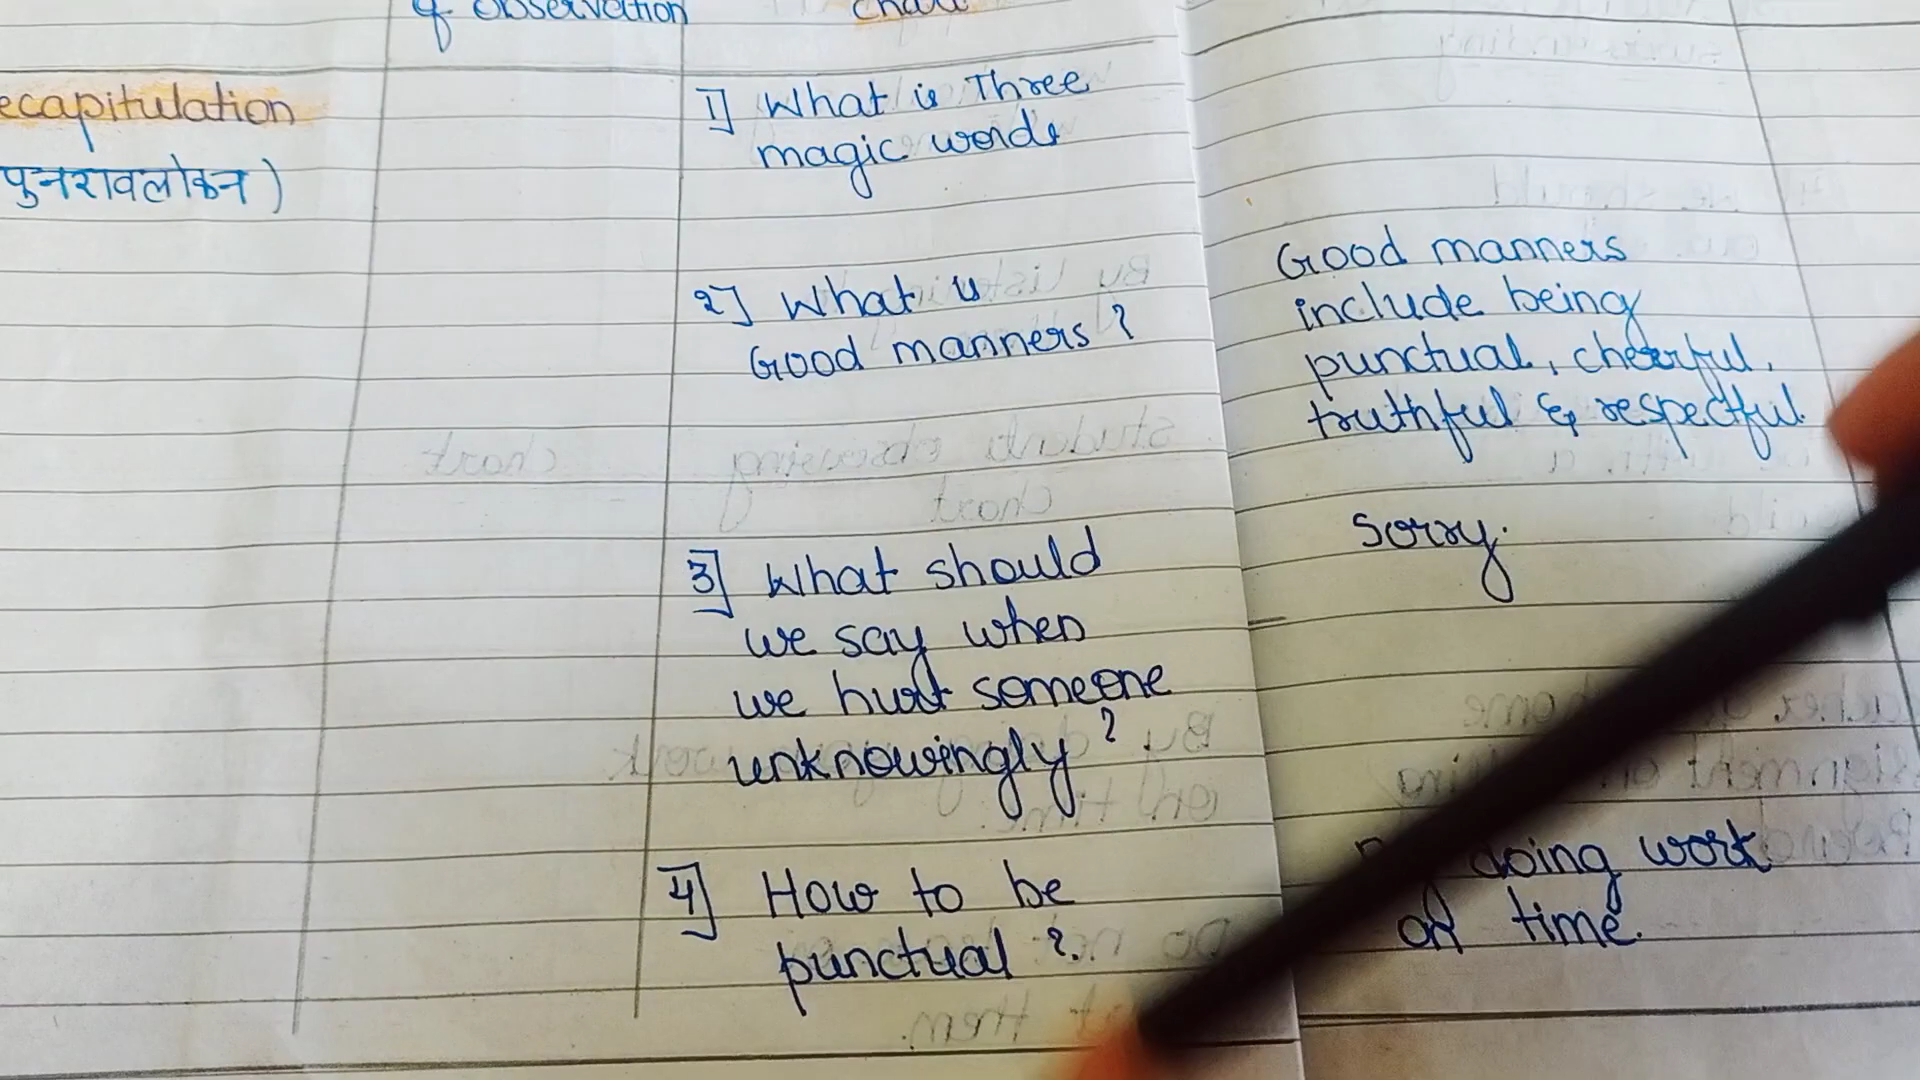 of observation
chart
ecapitulation
पुनरावलोकन)
1] What is Three
magic words
2] What is
Good manners?
Good manners
include being
punctual, cheerful,
truthful & respectful.
3] What should
we say when
we hurt someone
unknowingly?
Sorry.
4] How to be
punctual?
doing work
on time.